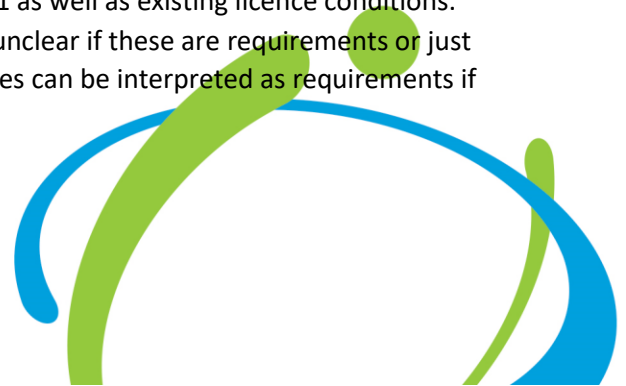 1 as well as existing licence conditions.
unclear if these are requirements or just
es can be interpreted as requirements if